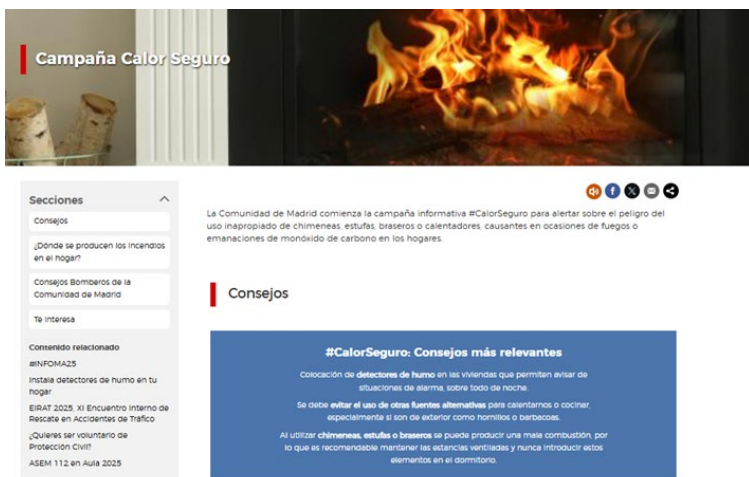 Campaña Calor Seguro
Secciones
Consejos
¿Dónde se producen los incendios
en el hogar?
Consejos Bomberos de la
Comunidad de Madrid
Te interesa
Contenido relacionado
#INFOMA25
Instala detectores de humo en tu
hogar
EIRAT 2025, XI Encuentro Interno de
Rescate en Accidentes de Tráfico
¿Quieres ser voluntario de
Protección Civil?
ASEM 112 en Aula 2025
La Comunidad de Madrid comienza la campaña informativa #CalorSeguro para alertar sobre el peligro del
uso inapropiado de chimeneas, estufas, braseros o calentadores, causantes en ocasiones de fuegos o
emanaciones de monóxido de carbono en los hogares.
Consejos
#CalorSeguro: Consejos más relevantes
Colocación de detectores de humo en las viviendas que permiten avisar de
situaciones de alarma, sobre todo de noche.
Se debe evitar el uso de otras fuentes alternativas para calentarnos o cocinar,
especialmente si son de exterior como hornillos o barbacoas.
Al utilizar chimeneas, estufas o braseros se puede producir una mala combustión, por
lo que es recomendable mantener las estancias ventiladas y nunca introducir estos
elementos en el dormitorio.